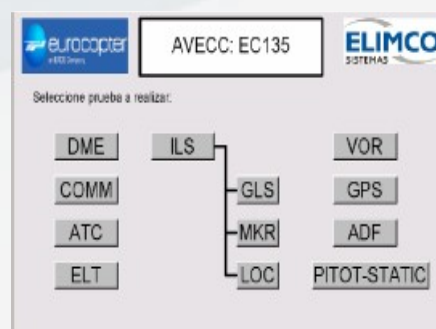 eurocopter
AVECC: EC135
ELIMCO
SISTEMAS
Seleccione prueba a realizar:
DME
ILS
VOR
COMM
GLS
GPS
ATC
MKR
ADF
ELT
LOC
PITOT-STATIC